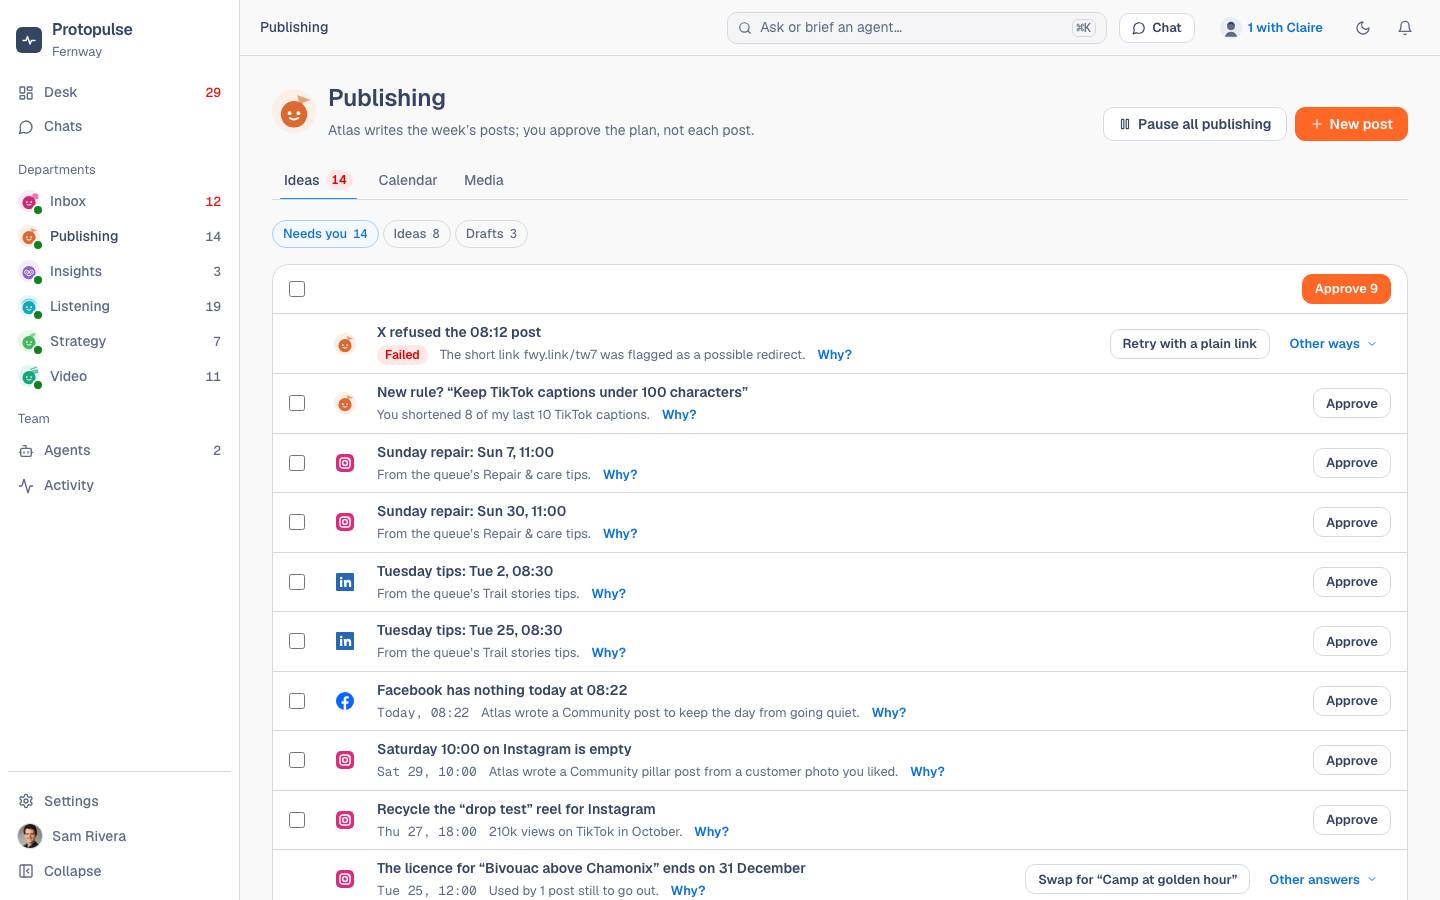 Protopulse
Fernway
Desk 29
Chats
Departments
Inbox 12
Publishing 14
Insights 3
Listening 19
Strategy 7
Video 11
Team
Agents 2
Activity
Settings
Sam Rivera
Collapse
Publishing
Ask or brief an agent… ⌘K
Chat
1 with Claire
Publishing
Atlas writes the week's posts; you approve the plan, not each post.
Pause all publishing
+ New post
Ideas 14
Calendar
Media
Needs you 14
Ideas 8
Drafts 3
Approve 9
X refused the 08:12 post
Failed The short link fwy.link/tw7 was flagged as a possible redirect. Why?
Retry with a plain link
Other ways
New rule? “Keep TikTok captions under 100 characters”
You shortened 8 of my last 10 TikTok captions. Why?
Approve
Sunday repair: Sun 7, 11:00
From the queue's Repair & care tips. Why?
Approve
Sunday repair: Sun 30, 11:00
From the queue's Repair & care tips. Why?
Approve
Tuesday tips: Tue 2, 08:30
From the queue's Trail stories tips. Why?
Approve
Tuesday tips: Tue 25, 08:30
From the queue's Trail stories tips. Why?
Approve
Facebook has nothing today at 08:22
Today, 08:22 Atlas wrote a Community post to keep the day from going quiet. Why?
Approve
Saturday 10:00 on Instagram is empty
Sat 29, 10:00 Atlas wrote a Community pillar post from a customer photo you liked. Why?
Approve
Recycle the “drop test” reel for Instagram
Thu 27, 18:00 210k views on TikTok in October. Why?
Approve
The licence for “Bivouac above Chamonix” ends on 31 December
Tue 25, 12:00 Used by 1 post still to go out. Why?
Swap for “Camp at golden hour”
Other answers